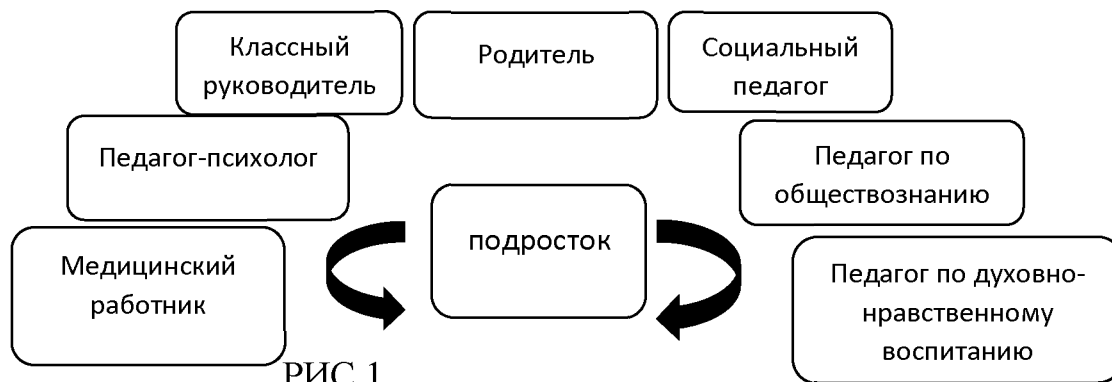 Классный
руководитель
Родитель
Социальный
педагог
Педагог-психолог
Педагог по
обществознанию
подросток
Медицинский
работник
Педагог по духовно-
нравственному
воспитанию
РИС 1